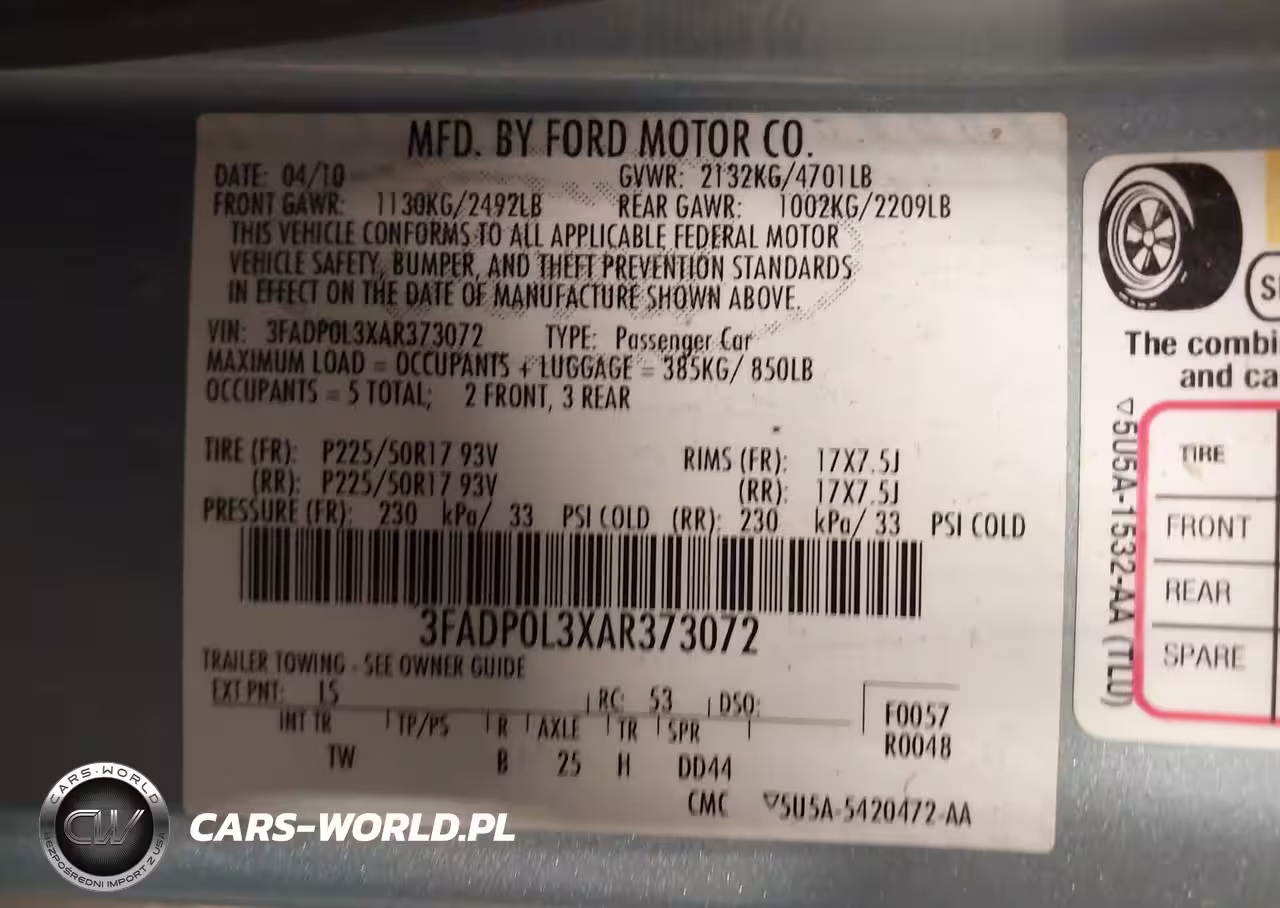 MFD. BY FORD MOTOR CO.
DATE: 04/10 GVWR: 2132KG/4701LB
FRONT GAWR: 1130KG/2492LB REAR GAWR: 1002KG/2209LB
THIS VEHICLE CONFORMS TO ALL APPLICABLE FEDERAL MOTOR
VEHICLE SAFETY, BUMPER, AND THEFT PREVENTION STANDARDS
IN EFFECT ON THE DATE OF MANUFACTURE SHOWN ABOVE.
VIN: 3FADP0L3XAR373072 TYPE: Passenger Car
MAXIMUM LOAD = OCCUPANTS + LUGGAGE = 385KG/ 850LB
OCCUPANTS = 5 TOTAL; 2 FRONT, 3 REAR
TIRE (FR): P225/50R17 93V RIMS (FR): 17X7.5J
(RR): P225/50R17 93V (RR): 17X7.5J
PRESSURE (FR): 230 kPa/ 33 PSI COLD (RR): 230 kPa/ 33 PSI COLD
3FADP0L3XAR373072
TRAILER TOWING - SEE OWNER GUIDE
EXT PNT: RC: 53 DSO:
INT TR TP/PS R AXLE TR SPR
F0057
R0048
TW B 25 H DD44
CMC ▽5U5A-5420472-AA
The combi
and ca
▽5U5A-1532-AA (TLU)
TIRE
FRONT
REAR
SPARE
CARS-WORLD
CW
BEZPOŚREDNI IMPORT Z USA
CARS-WORLD.PL